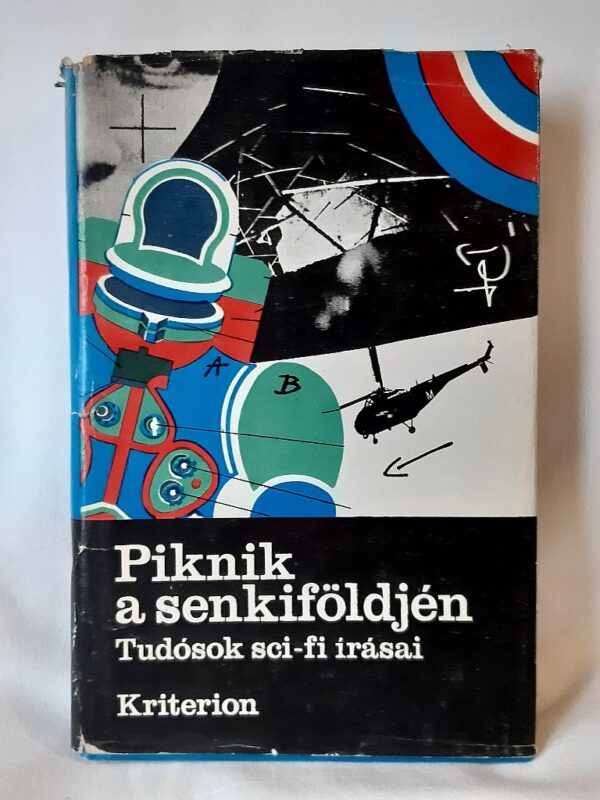 A
B
M
Piknik
a senkiföldjén
Tudósok sci-fi írásai
Kriterion